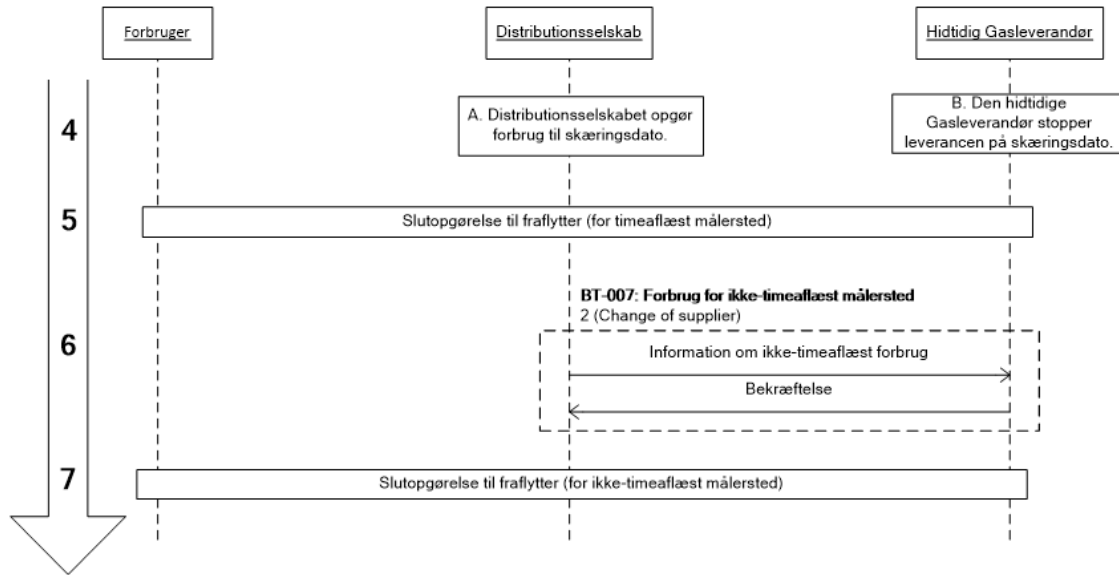 Forbruger
Distributionsselskab
Hidtidig Gasleverandør
4
A. Distributionsselskabet opgør
forbrug til skæringsdato.
B. Den hidtidige
Gasleverandør stopper
leverancen på skæringsdato.
5
Slutopgørelse til fraflytter (for timeaflæst målersted)
BT-007: Forbrug for ikke-timeaflæst målersted
2 (Change of supplier)
6
Information om ikke-timeaflæst forbrug
Bekræftelse
7
Slutopgørelse til fraflytter (for ikke-timeaflæst målersted)